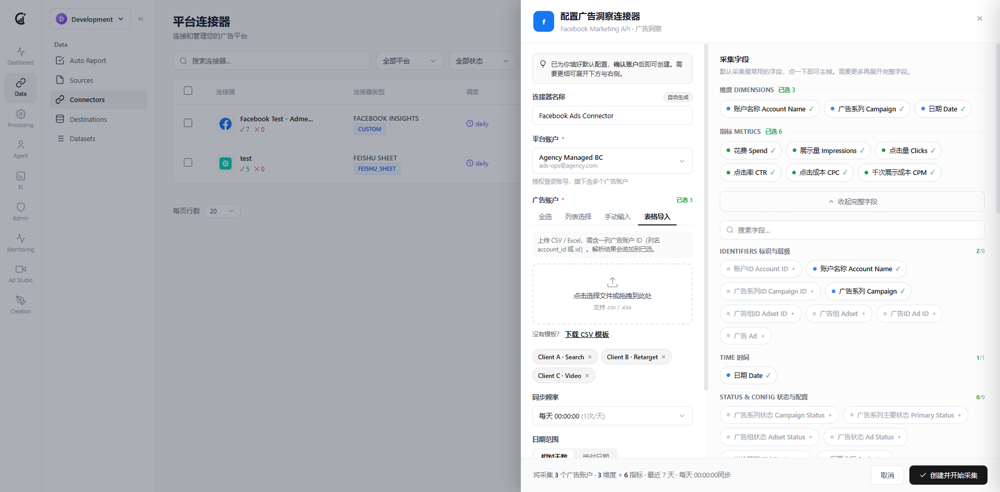 Dashboard
Data
Processing
Agent
BI
Admin
Monitoring
Ad Studio
Creation
D Development
Data
Auto Report
Sources
Connectors
Destinations
Datasets
平台连接器
连接和管理您的广告平台
搜索连接器...
全部平台
全部状态
连接器
连接器类型
调度
Facebook Test - Adme...
✓ 7 ✕ 0
FACEBOOK INSIGHTS
CUSTOM
daily
test
✓ 5 ✕ 0
FEISHU SHEET
FEISHU_SHEET
daily
每页行数 20
f
配置广告洞察连接器
Facebook Marketing API · 广告洞察
已为你填好默认配置，确认账户后即可创建。需
要更细可展开下方与右侧。
连接器名称 自动生成
Facebook Ads Connector
平台账户 *
Agency Managed BC
ads-ops@agency.com
授权登录账号，旗下含多个广告账户
广告账户 * 已选 3
全选 列表选择 手动输入 表格导入
上传 CSV / Excel，需含一列广告账户 ID（列名
account_id 或 id）。解析结果会追加到已选。
点击选择文件或拖拽到此处
支持 .csv / .xlsx
没有模板？ 下载 CSV 模板
Client A · Search ×
Client B · Retarget ×
Client C · Video ×
同步频率
每天 00:00:00 (1次/天)
日期范围
相对天数 绝对日期
采集字段
默认采集最常用的字段，点一下即可去掉。需要更多再展开完整字段。
维度 DIMENSIONS 已选 3
账户名称 Account Name ✓
广告系列 Campaign ✓
日期 Date ✓
指标 METRICS 已选 6
花费 Spend ✓
展示量 Impressions ✓
点击量 Clicks ✓
点击率 CTR ✓
点击成本 CPC ✓
千次展示成本 CPM ✓
收起完整字段
搜索字段...
IDENTIFIERS 标识与层级 2/8
账户ID Account ID +
账户名称 Account Name ✓
广告系列ID Campaign ID +
广告系列 Campaign ✓
广告组ID Adset ID +
广告组 Adset +
广告ID Ad ID +
广告 Ad +
TIME 时间 1/1
日期 Date ✓
STATUS & CONFIG 状态与配置 0/9
广告系列状态 Campaign Status +
广告系列主要状态 Primary Status +
广告组状态 Adset Status +
广告状态 Ad Status +
将采集 3 个广告账户 · 3 维度 + 6 指标 · 最近 7 天 · 每天 00:00:00同步
取消
✓ 创建并开始采集